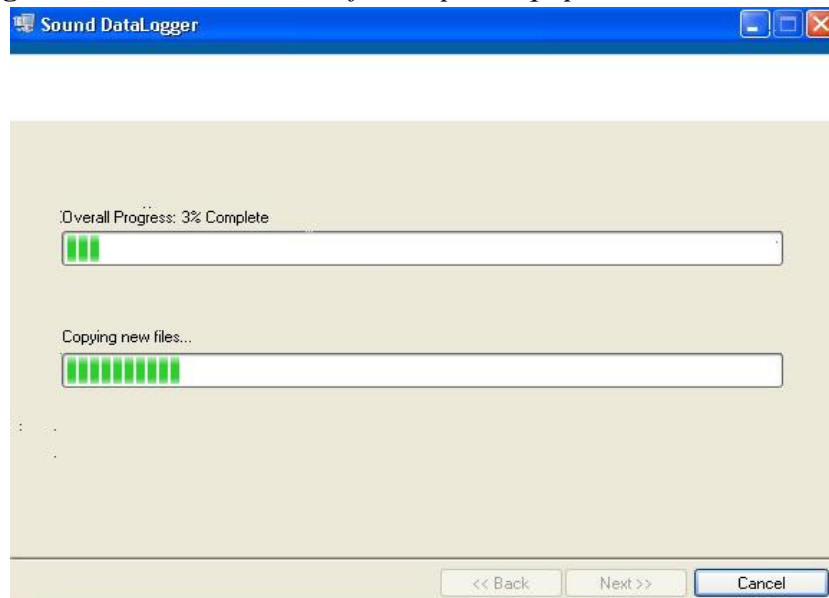 Sound DataLogger
Overall Progress: 3% Complete
Copying new files...
<< Back
Next >>
Cancel